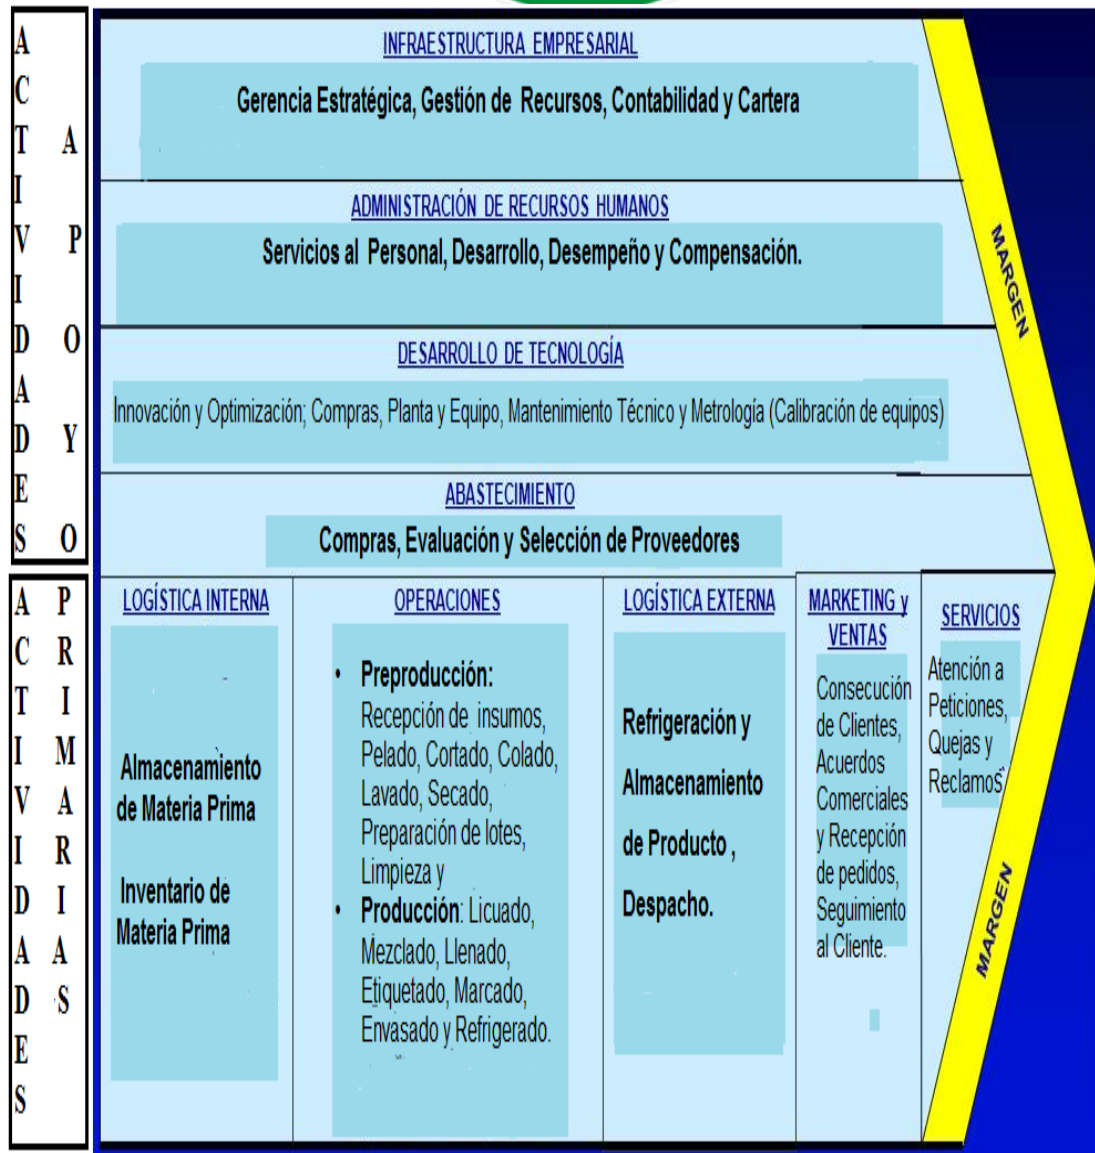 ACTIVIDADES
APOYO
INFRAESTRUCTURA EMPRESARIAL
Gerencia Estratégica, Gestión de Recursos, Contabilidad y Cartera
ADMINISTRACIÓN DE RECURSOS HUMANOS
Servicios al Personal, Desarrollo, Desempeño y Compensación.
DESARROLLO DE TECNOLOGÍA
Innovación y Optimización; Compras, Planta y Equipo, Mantenimiento Técnico y Metrología (Calibración de equipos)
ABASTECIMIENTO
Compras, Evaluación y Selección de Proveedores
MARGEN
ACTIVIDADES
PRIMARIAS
LOGÍSTICA INTERNA
Almacenamiento
de Materia Prima
Inventario de
Materia Prima
OPERACIONES
• Preproducción:
Recepción de insumos,
Pelado, Cortado, Colado,
Lavado, Secado,
Preparación de lotes,
Limpieza y
• Producción: Licuado,
Mezclado, Llenado,
Etiquetado, Marcado,
Envasado y Refrigerado.
LOGÍSTICA EXTERNA
Refrigeración y
Almacenamiento
de Producto ,
Despacho.
MARKETING y
VENTAS
Consecución
de Clientes,
Acuerdos
Comerciales
y Recepción
de pedidos,
Seguimiento
al Cliente.
SERVICIOS
Atención a
Peticiones,
Quejas y
Reclamos
MARGEN